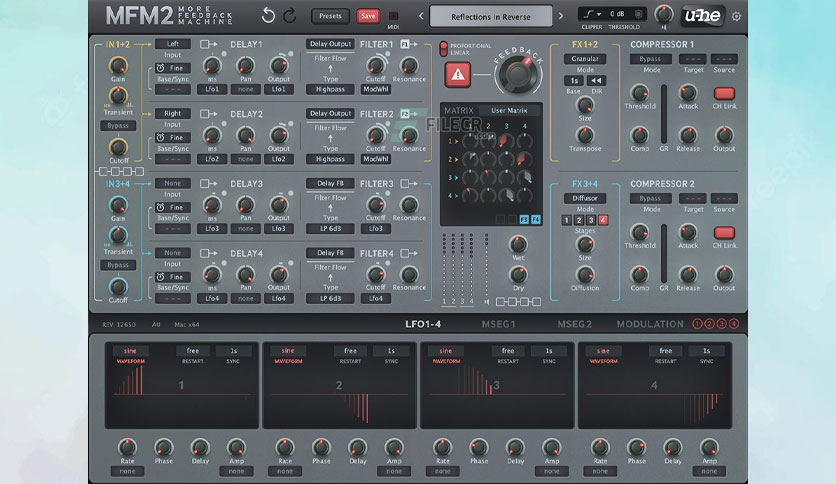 MFM2 MORE FEEDBACK MACHINE
Presets Save MIDI
Reflections in Reverse
0 dB
CLIPPER THRESHOLD
u-he
IN1+2
Gain
Transient
Bypass
Cutoff
Left
Input
Fine
Base/Sync
DELAY1
ms Pan Output
Lfo1 none Lfo1
Delay Output
Filter Flow
Type
Highpass
FILTER1 F1
Cutoff Resonance
ModWhl
Right
Input
Fine
Base/Sync
DELAY2
ms Pan Output
Lfo2 none Lfo2
Delay Output
Filter Flow
Type
Highpass
FILTER2 F2
Cutoff Resonance
ModWhl
IN3+4
Gain
Transient
Bypass
Cutoff
None
Input
Fine
Base/Sync
DELAY3
ms Pan Output
Lfo3 none Lfo3
Delay FB
Filter Flow
Type
LP 6dB
FILTER3
Cutoff Resonance
Lfo3
None
Input
Fine
Base/Sync
DELAY4
ms Pan Output
Lfo4 none Lfo4
Delay FB
Filter Flow
Type
LP 6dB
FILTER4
Cutoff Resonance
Lfo4
PROPORTIONAL
LINEAR
FEEDBACK
MATRIX User Matrix
FILECR
1 2 3 4
1
2
3
4
F3 F4
Wet
Dry
1 2 3 4
FX1+2
Granular
Mode
1s
Base DIR
Size
Transpose
COMPRESSOR 1
Bypass
Mode Target Source
Threshold Attack CH Link
Comp GR Release Output
FX3+4
Diffusor
Mode
1 2 3 4
Stages
Size
Diffusion
COMPRESSOR 2
Bypass
Mode Target Source
Threshold Attack CH Link
Comp GR Release Output
REV 12650 AU Mac x64
LFO1-4 MSEG1 MSEG2 MODULATION 1 2 3 4
sine free 1s
WAVEFORM RESTART SYNC
1
Rate Phase Delay Amp
none none
sine free 1s
WAVEFORM RESTART SYNC
2
Rate Phase Delay Amp
none none
sine free 1s
WAVEFORM RESTART SYNC
3
Rate Phase Delay Amp
none none
sine free 1s
WAVEFORM RESTART SYNC
4
Rate Phase Delay Amp
none none